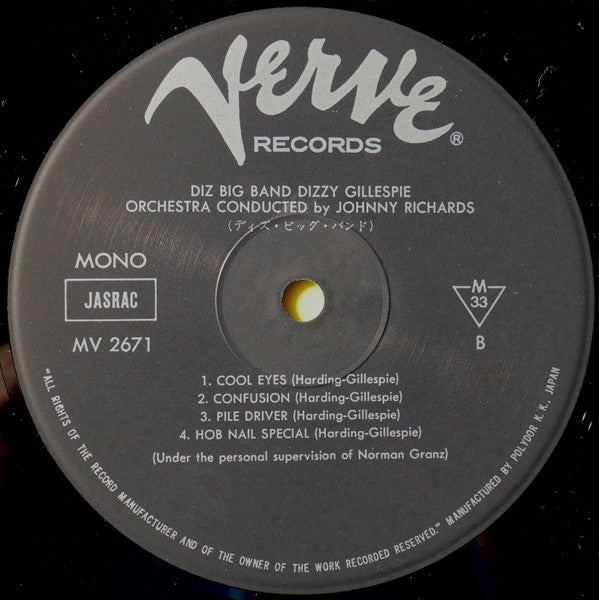 Verve
RECORDS ®
DIZ BIG BAND DIZZY GILLESPIE
ORCHESTRA CONDUCTED by JOHNNY RICHARDS
(ディズ・ビッグ・バンド)
MONO
JASRAC
MV 2671
M
33
B
1. COOL EYES (Harding-Gillespie)
2. CONFUSION (Harding-Gillespie)
3. PILE DRIVER (Harding-Gillespie)
4. HOB NAIL SPECIAL (Harding-Gillespie)
(Under the personal supervision of Norman Granz)
"ALL RIGHTS OF THE RECORD MANUFACTURER AND OF THE OWNER OF THE WORK RECORDED RESERVED." MANUFACTURED BY POLYDOR K. K., JAPAN